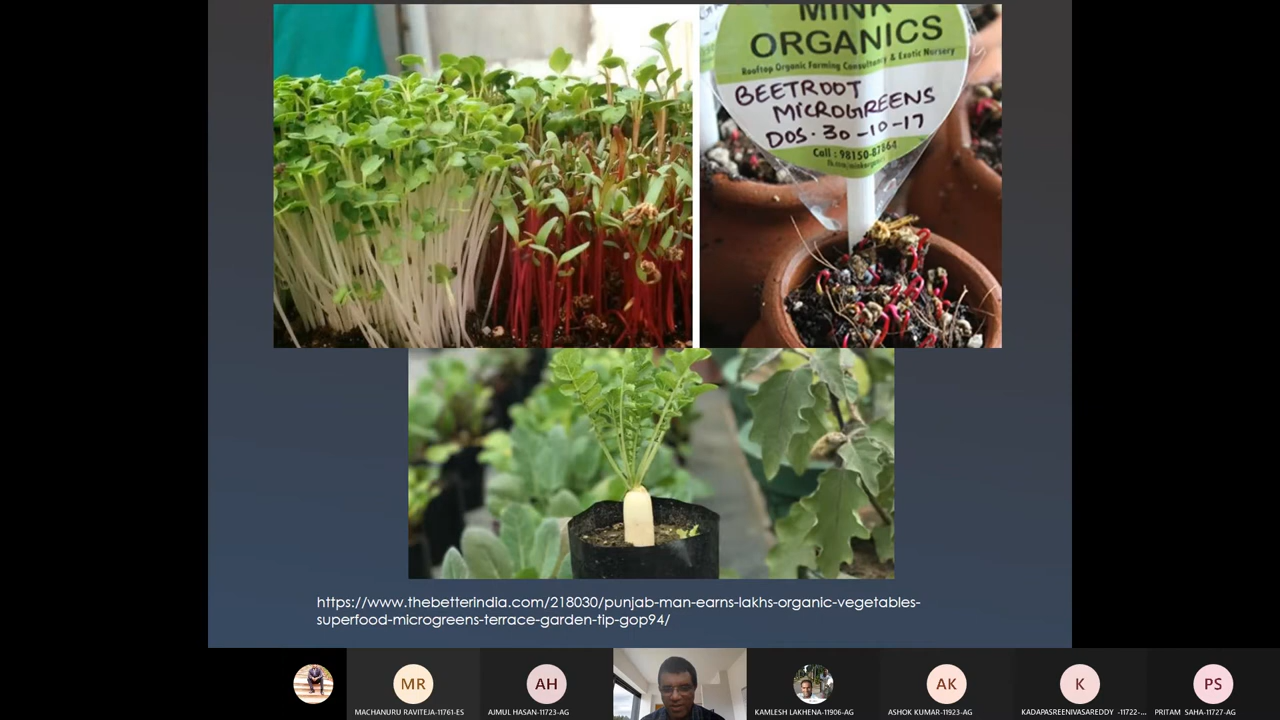 MINK
ORGANICS
Rooftop Organic Farming Consultancy & Exotic Nursery
BEETROOT
MICROGREENS
DOS. 30-10-17
Call : 98150-87864
https://www.thebetterindia.com/218030/punjab-man-earns-lakhs-organic-vegetables-
superfood-microgreens-terrace-garden-tip-gop94/
MR
AH
AK
K
PS
MACHANURU RAVITEJA-11761-ES
AJMUL HASAN-11723-AG
KAMLESH LAKHENA-11906-AG
ASHOK KUMAR-11923-AG
KADAPASREENIVASAREDDY -11722-...
PRITAM SAHA-11727-AG